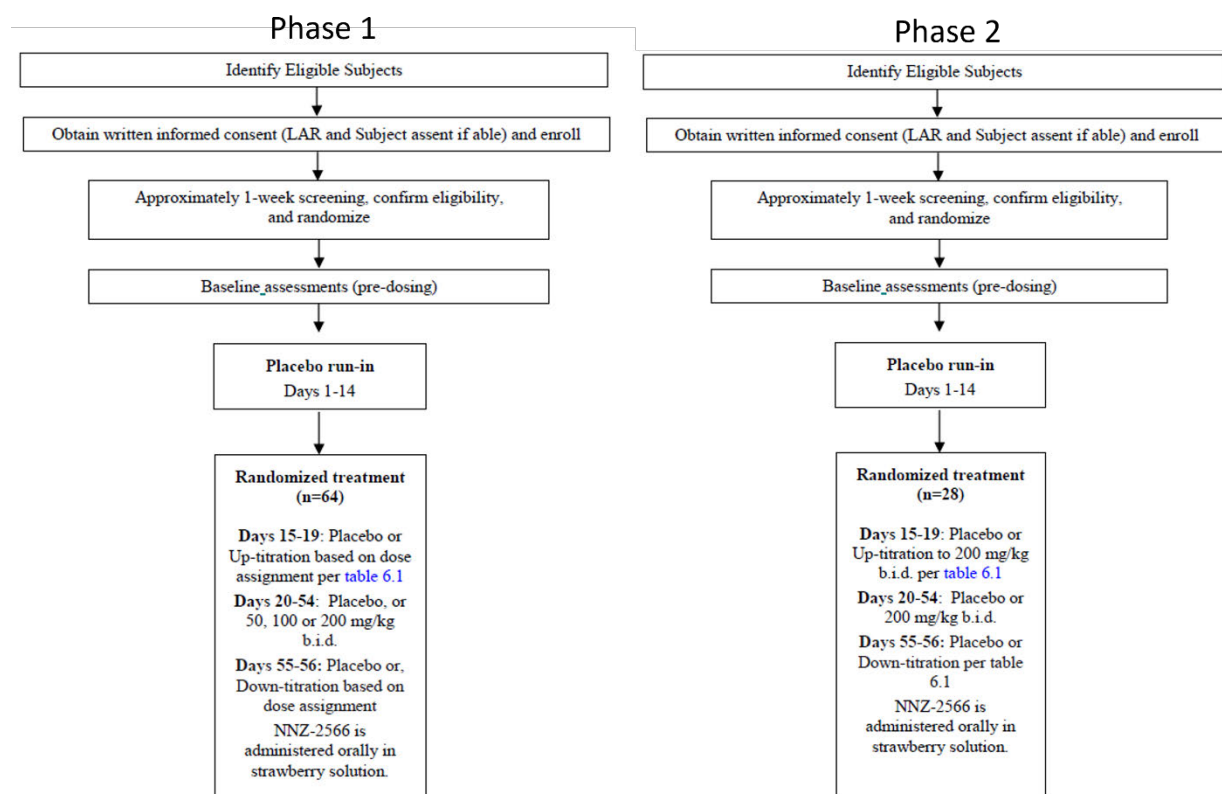 Phase 1
Identify Eligible Subjects
Obtain written informed consent (LAR and Subject assent if able) and enroll
Approximately 1-week screening, confirm eligibility,
and randomize
Baseline assessments (pre-dosing)
Placebo run-in
Days 1-14
Randomized treatment
(n=64)
Days 15-19: Placebo or
Up-titration based on dose
assignment per table 6.1
Days 20-54: Placebo, or
50, 100 or 200 mg/kg
b.i.d.
Days 55-56: Placebo or,
Down-titration based on
dose assignment
NNZ-2566 is
administered orally in
strawberry solution.
Phase 2
Identify Eligible Subjects
Obtain written informed consent (LAR and Subject assent if able) and enroll
Approximately 1-week screening, confirm eligibility,
and randomize
Baseline assessments (pre-dosing)
Placebo run-in
Days 1-14
Randomized treatment
(n=28)
Days 15-19: Placebo or
Up-titration to 200 mg/kg
b.i.d. per table 6.1
Days 20-54: Placebo or
200 mg/kg b.i.d.
Days 55-56: Placebo or
Down-titration per table
6.1
NNZ-2566 is
administered orally in
strawberry solution.